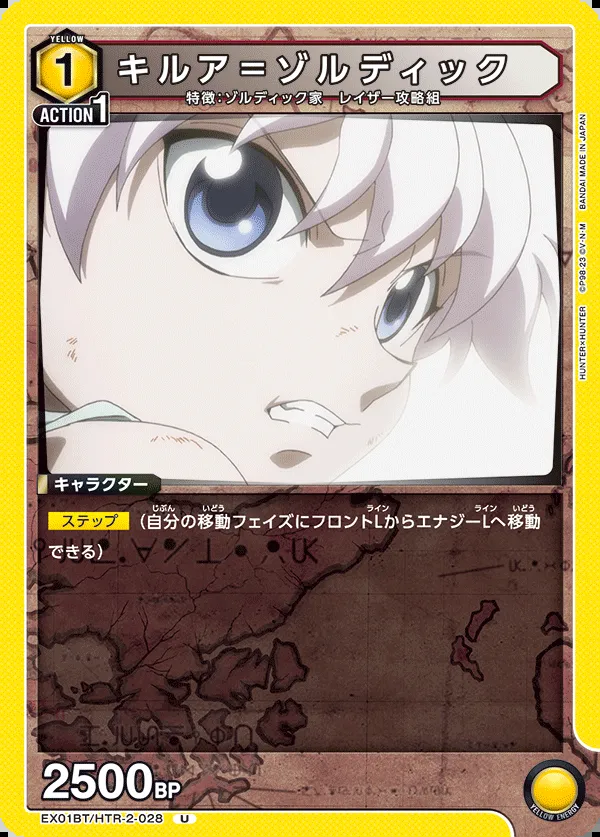 YELLOW
1
ACTION 1
キルア=ゾルディック
特徴:ゾルディック家 レイザー攻略組
キャラクター
ステップ (自分の移動フェイズにフロントLからエナジーLへ移動
できる)
2500BP
EX01BT/HTR-2-028 U
YELLOW ENERGY
HUNTER×HUNTER ©P98-23 ©V・N・M BANDAI MADE IN JAPAN